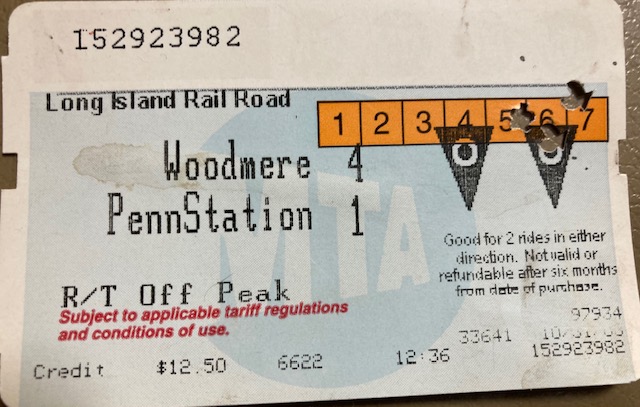 152923982
Long Island Rail Road
1 2 3 4 5 6 7
Woodmere 4
PennStation 1
MTA
Good for 2 rides in either
direction. Not valid or
refundable after six months
from date of purchase.
R/T Off Peak
Subject to applicable tariff regulations
and conditions of use.
97934
33641
Credit $12.50 6622 12:36 152923982